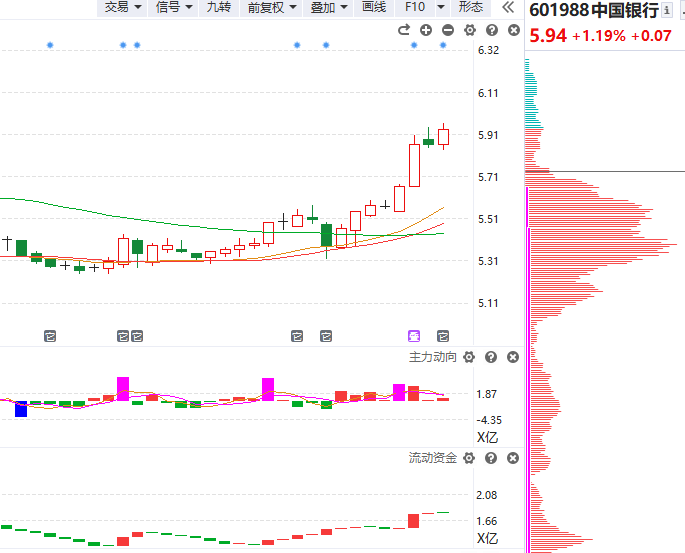 交易 信号 九转 前复权 叠加 画线 F10 形态
601988中国银行
5.94 +1.19% +0.07
6.32
6.11
5.91
5.71
5.51
5.31
5.11
主力动向
1.87
-4.35
X亿
流动资金
2.08
1.66
X亿